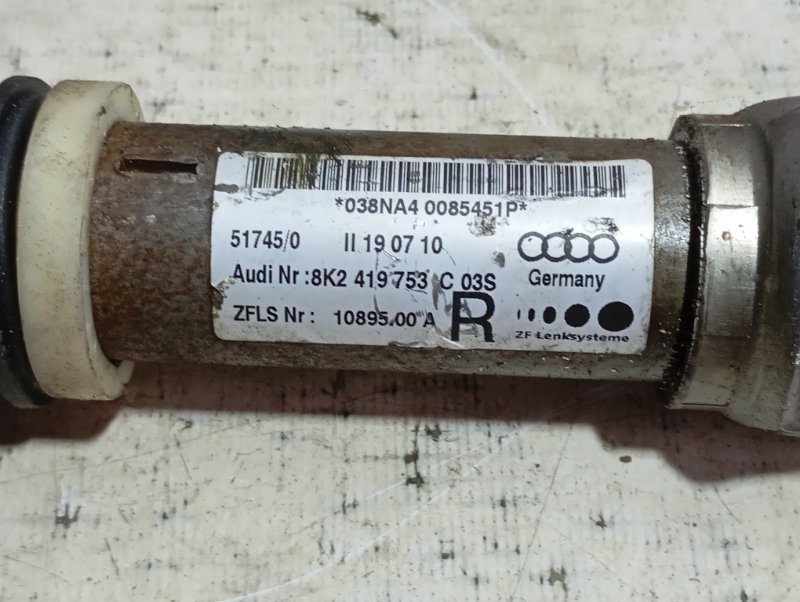 *038NA4 0085451P*
51745/0 II 19 07 10
Audi Nr :8K2 419 753 C 03S Germany
ZFLS Nr : 10895.00 A R
ZF Lenksysteme